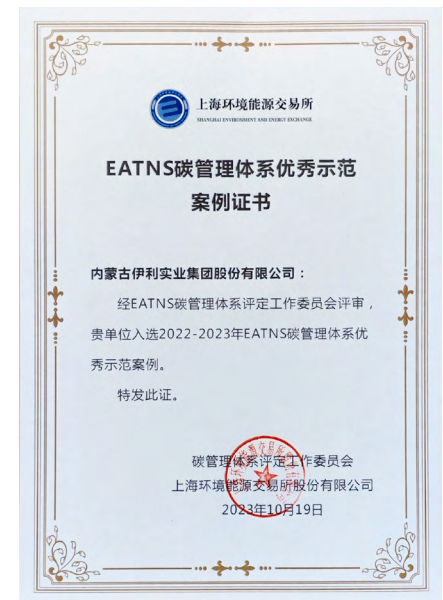 上海环境能源交易所
SHANGHAI ENVIRONMENT AND ENERGY EXCHANGE
EATNS碳管理体系优秀示范
案例证书
内蒙古伊利实业集团股份有限公司：
经EATNS碳管理体系评定工作委员会评审，
贵单位入选2022-2023年EATNS碳管理体系优
秀示范案例。
特发此证。
碳管理体系评定工作委员会
上海环境能源交易所股份有限公司
2023年10月19日